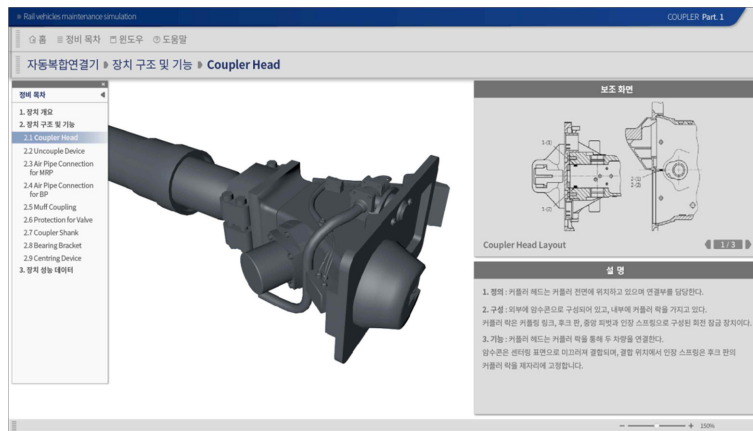 Rail vehicles maintenance simulation
COUPLER Part. 1
홈 정비 목차 윈도우 도움말
자동복합연결기 장치 구조 및 기능 Coupler Head
정비 목차
1. 장치 개요
2. 장치 구조 및 기능
2.1 Coupler Head
2.2 Uncouple Device
2.3 Air Pipe Connection
for MRP
2.4 Air Pipe Connection
for BP
2.5 Muff Coupling
2.6 Protection for Valve
2.7 Coupler Shank
2.8 Bearing Bracket
2.9 Centring Device
3. 장치 성능 데이터
보조 화면
1-(3)
1-(7)
2-(1)
2-(2)
Coupler Head Layout
1 / 3
설 명
1. 정의 : 커플러 헤드는 커플러 전면에 위치하고 있으며 연결부를 담당한다.
2. 구성 : 외부에 암수콘으로 구성되어 있고, 내부에 커플러 락을 가지고 있다.
커플러 락은 커플링 링크, 후크 판, 중앙 피벗과 인장 스프링으로 구성된 회전 잠금 장치이다.
3. 기능 : 커플러 헤드는 커플러 락을 통해 두 차량을 연결한다.
암수콘은 센터링 표면으로 미끄러져 결합되며, 결합 위치에서 인장 스프링은 후크 판의
커플러 락을 제자리에 고정합니다.
150%